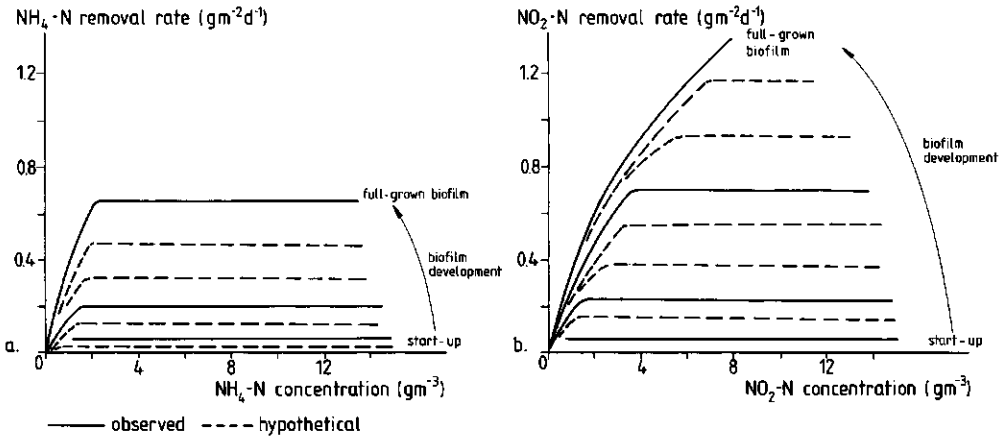 NH₄-N removal rate (gm⁻²d⁻¹)
1.2
0.8
0.4
0
4
8
12
full-grown biofilm
biofilm
development
start-up
a.
NH₄-N concentration (gm⁻³)
NO₂-N removal rate (gm⁻²d⁻¹)
1.2
0.8
0.4
0
4
8
12
full-grown
biofilm
biofilm
development
start-up
b.
NO₂-N concentration (gm⁻³)
observed
hypothetical